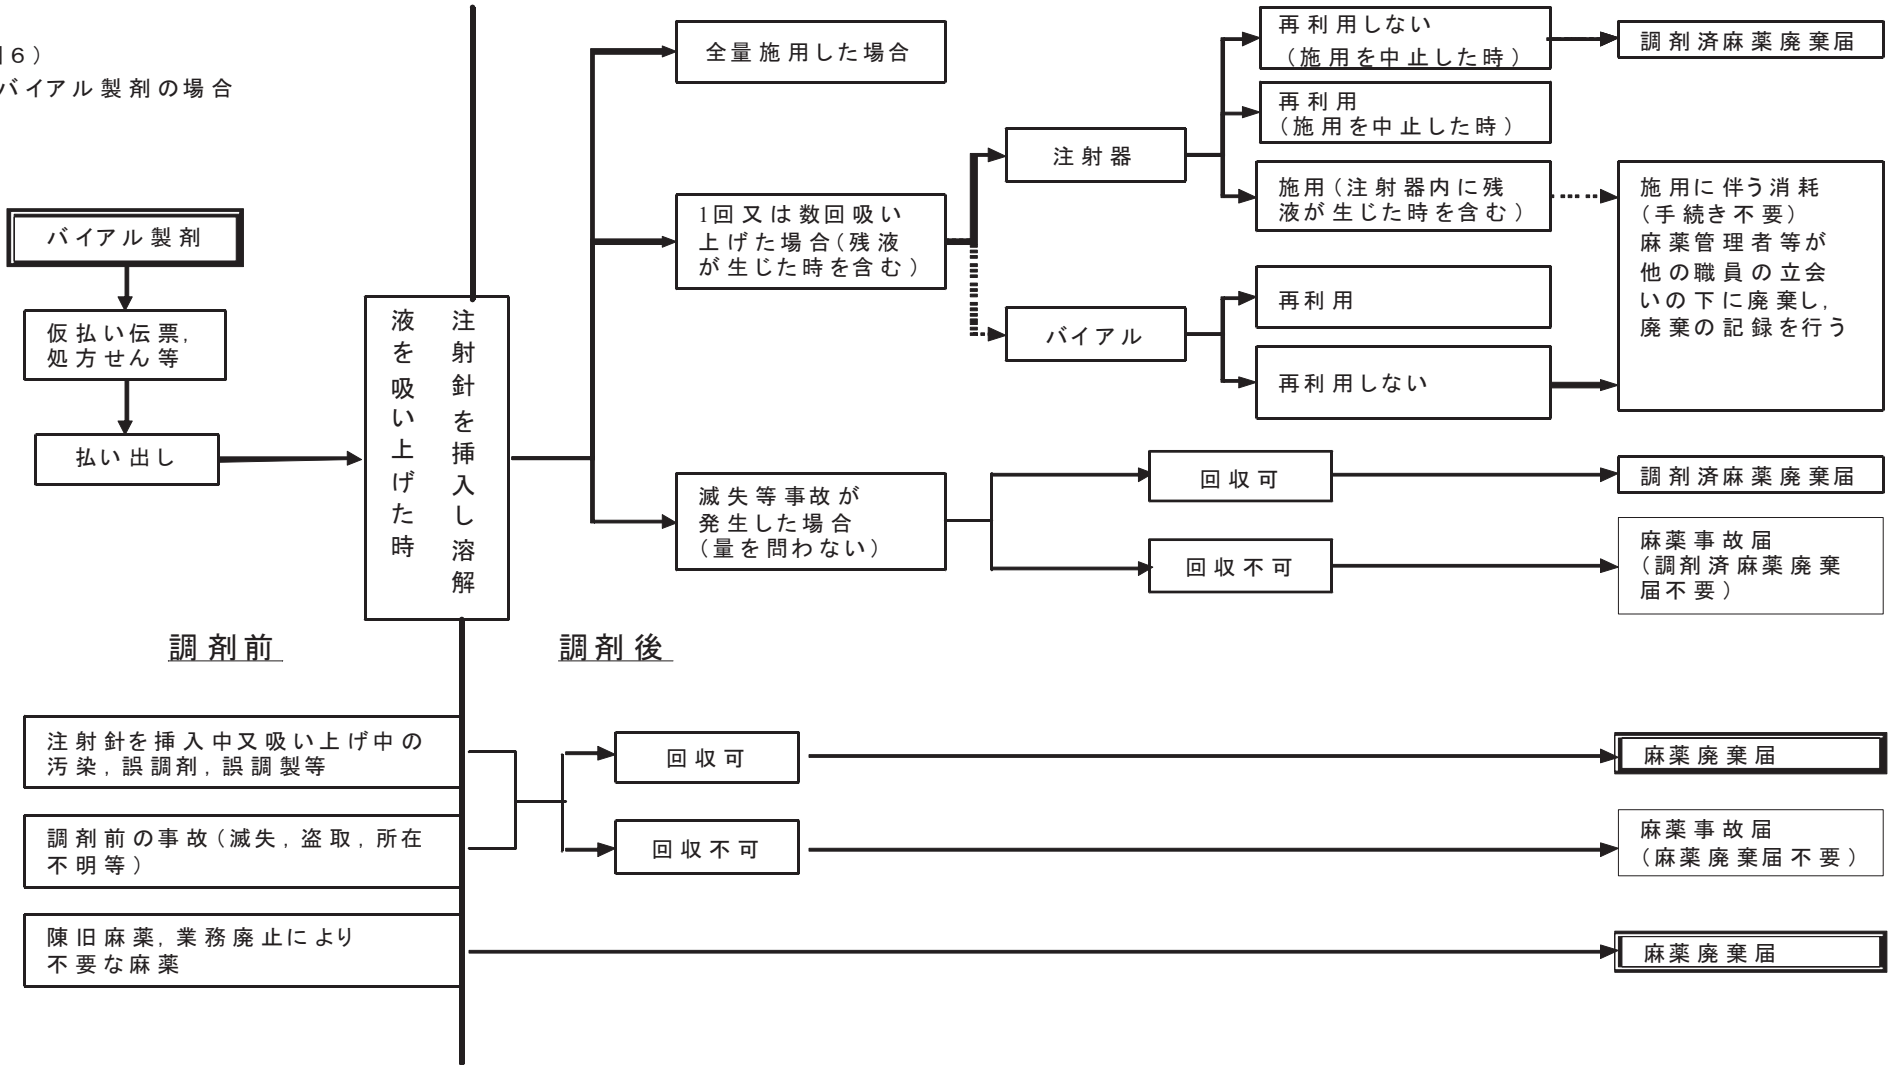 6)
バイアル製剤の場合
バイアル製剤
仮払い伝票,
処方せん等
払い出し
注射針を挿入し溶解
液を吸い上げた時
全量施用した場合
1回又は数回吸い
上げた場合(残液
が生じた時を含む)
滅失等事故が
発生した場合
(量を問わない)
注射器
バイアル
再利用しない
(施用を中止した時)
再利用
(施用を中止した時)
施用(注射器内に残
液が生じた時を含む)
再利用
再利用しない
調剤済麻薬廃棄届
施用に伴う消耗
(手続き不要)
麻薬管理者等が
他の職員の立会
いの下に廃棄し,
廃棄の記録を行う
回収可
回収不可
調剤済麻薬廃棄届
麻薬事故届
(調剤済麻薬廃棄
届不要)
調剤前
調剤後
注射針を挿入中又吸い上げ中の
汚染,誤調剤,誤調製等
調剤前の事故(滅失,盗取,所在
不明等)
陳旧麻薬,業務廃止により
不要な麻薬
回収可
回収不可
麻薬廃棄届
麻薬事故届
(麻薬廃棄届不要)
麻薬廃棄届